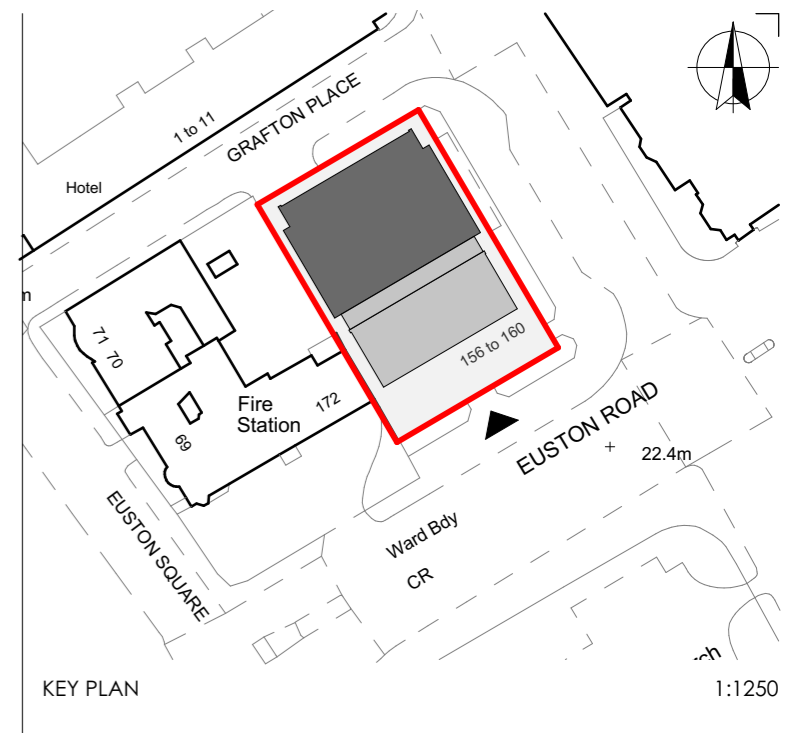 1 to 11
GRAFTON PLACE
Hotel
71 70
156 to 160
Fire
Station
172
69
EUSTON ROAD
22.4m
EUSTON SQUARE
Ward Bdy
CR
KEY PLAN
1:1250